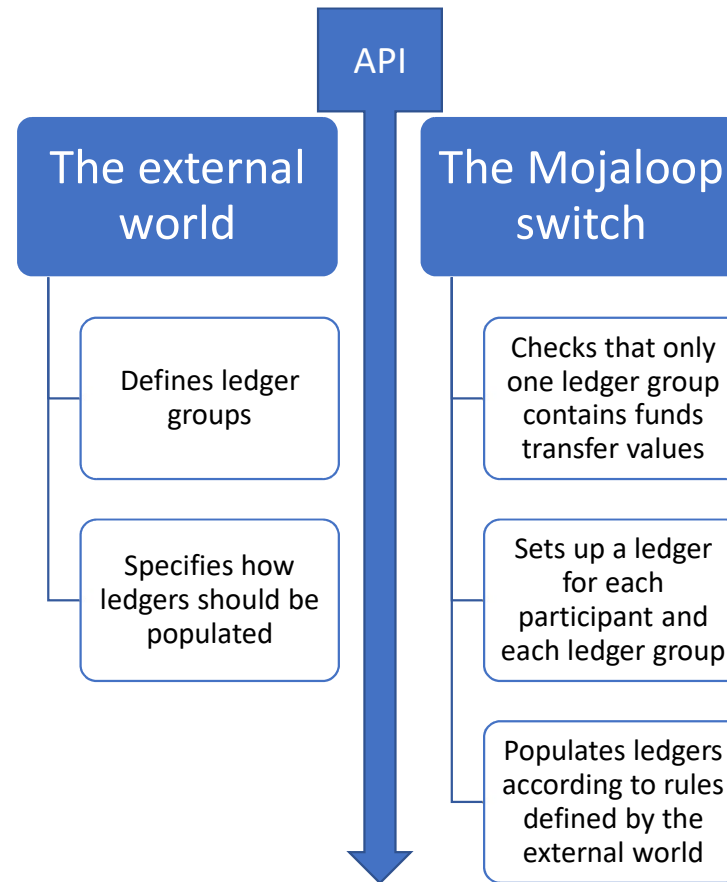 API
The external
world
Defines ledger
groups
Specifies how
ledgers should be
populated
The Mojaloop
switch
Checks that only
one ledger group
contains funds
transfer values
Sets up a ledger
for each
participant and
each ledger group
Populates ledgers
according to rules
defined by the
external world